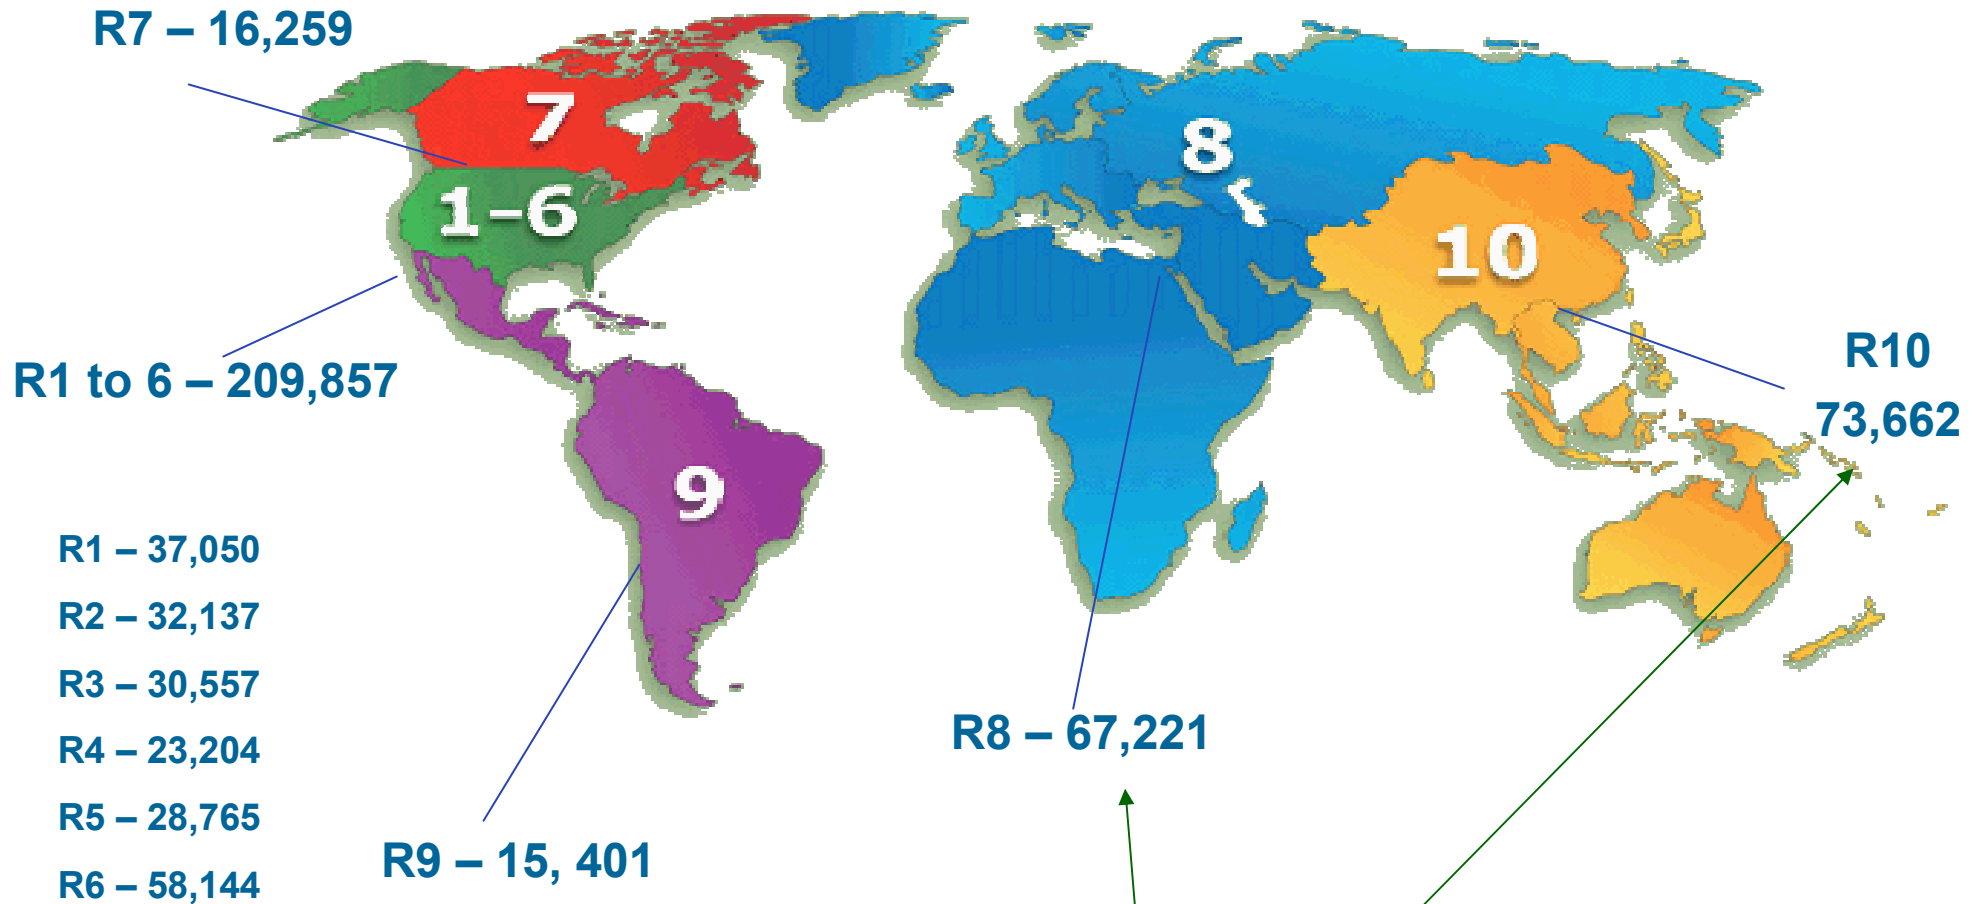 R7 – 16,259
7
8
1–6
10
R10
73,662
R1 to 6 – 209,857
9
R1 – 37,050
R2 – 32,137
R3 – 30,557
R4 – 23,204
R5 – 28,765
R6 – 58,144
R8 – 67,221
R9 – 15, 401